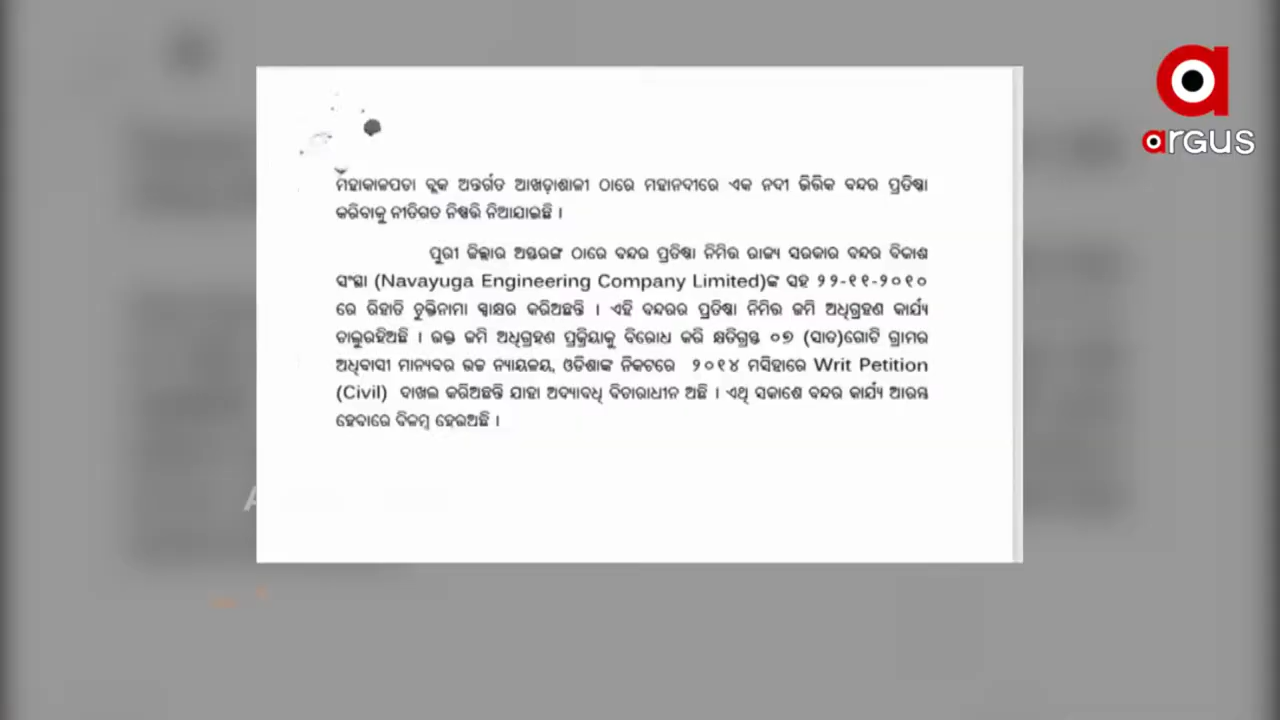 argus
ମହାକାଳପଡା ବ୍ଲକ ଅନ୍ତର୍ଗତ ଆଖଡ଼ାଶାଳୀ ଠାରେ ମହାନଦୀରେ ଏକ ନଦୀ ଭିତ୍ତିକ ବନ୍ଦର ପ୍ରତିଷ୍ଠା
କରିବାକୁ ନୀତିଗତ ନିଷ୍ପତ୍ତି ନିଆଯାଇଛି ।
ପୁରୀ ଜିଲ୍ଲାର ଅସ୍ତରଙ୍ଗ ଠାରେ ବନ୍ଦର ପ୍ରତିଷ୍ଠା ନିମିତ୍ତ ରାଜ୍ୟ ସରକାର ବନ୍ଦର ବିକାଶ
ସଂସ୍ଥା (Navayuga Engineering Company Limited)ଙ୍କ ସହ ୨୨-୧୧-୨୦୧୦
ରେ ରିହାତି ଚୁକ୍ତିନାମା ସ୍ୱାକ୍ଷର କରିଅଛନ୍ତି । ଏହି ବନ୍ଦରର ପ୍ରତିଷ୍ଠା ନିମିତ୍ତ ଜମି ଅଧିଗ୍ରହଣ କାର୍ଯ୍ୟ
ଚାଲୁରହିଅଛି । ଉକ୍ତ ଜମି ଅଧିଗ୍ରହଣ ପ୍ରକ୍ରିୟାକୁ ବିରୋଧ କରି କ୍ଷତିଗ୍ରସ୍ତ ୦୭ (ସାତ)ଗୋଟି ଗ୍ରାମର
ଅଧିବାସୀ ମାନ୍ୟବର ଉଚ୍ଚ ନ୍ୟାୟଳୟ, ଓଡିଶାଙ୍କ ନିକଟରେ ୨୦୧୪ ମସିହାରେ Writ Petition
(Civil) ଦାଖଲ କରିଅଛନ୍ତି ଯାହା ଅଦ୍ୟାବଧି ବିଚାରାଧୀନ ଅଛି । ଏଥି ସକାଶେ ବନ୍ଦର କାର୍ଯ୍ୟ ଆରମ୍ଭ
ହେବାରେ ବିଳମ୍ବ ହେଉଅଛି ।